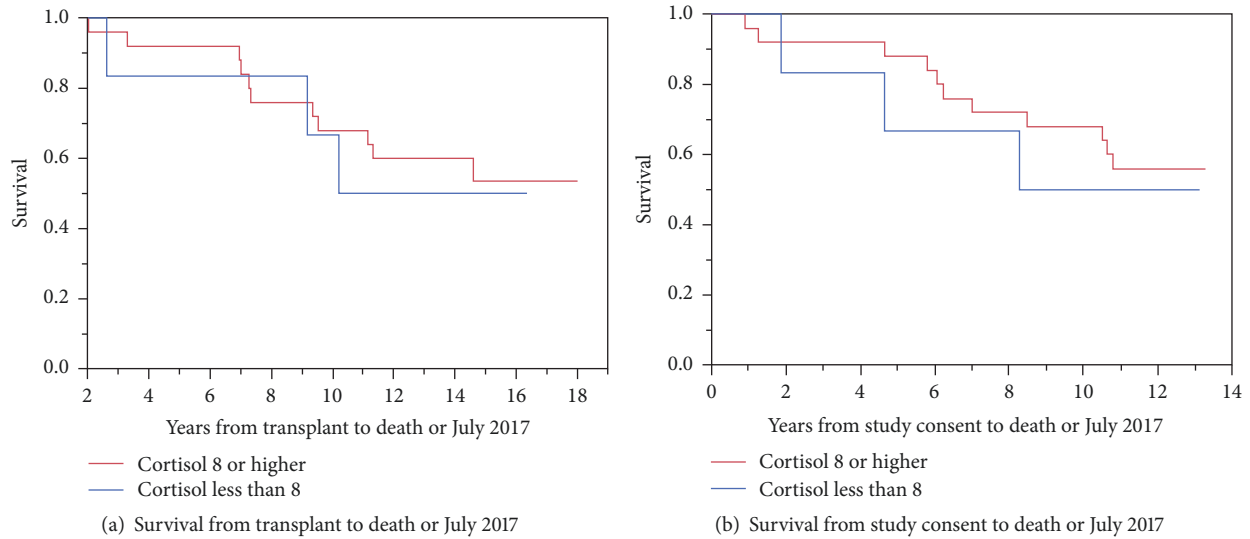 1.0
0.8
0.6
0.4
0.2
0.0
Survival
2 4 6 8 10 12 14 16 18
Years from transplant to death or July 2017
Cortisol 8 or higher
Cortisol less than 8
(a) Survival from transplant to death or July 2017
1.0
0.8
0.6
0.4
0.2
0.0
Survival
0 2 4 6 8 10 12 14
Years from study consent to death or July 2017
Cortisol 8 or higher
Cortisol less than 8
(b) Survival from study consent to death or July 2017